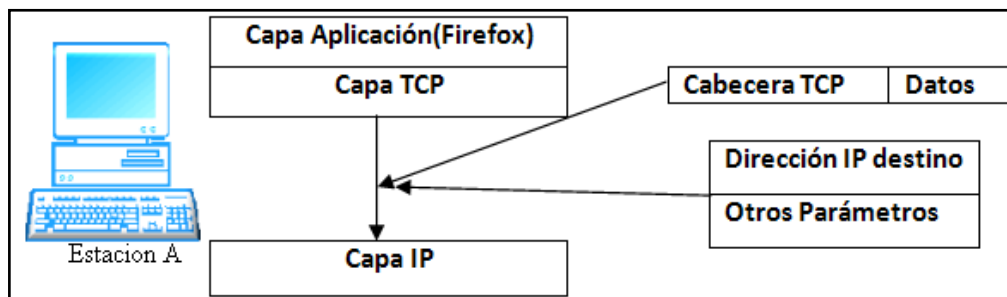 Capa Aplicación(Firefox)
Capa TCP
Cabecera TCP Datos
Dirección IP destino
Otros Parámetros
Estacion A
Capa IP